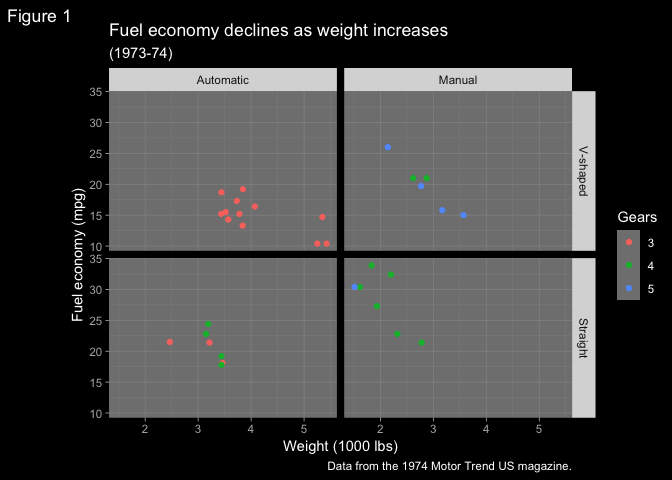 Figure 1
Fuel economy declines as weight increases
(1973-74)
Automatic
Manual
35
30
25
20
15
10
V-shaped
35
30
25
20
15
10
Straight
Fuel economy (mpg)
2
3
4
5
2
3
4
5
Weight (1000 lbs)
Gears
3
4
5
Data from the 1974 Motor Trend US magazine.